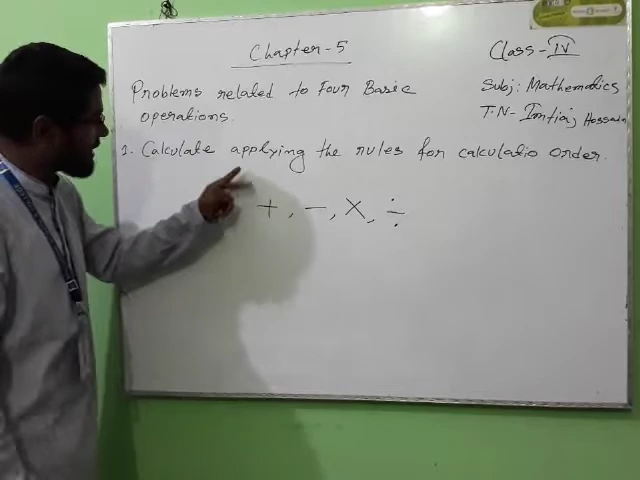 Chapter-5
Class-IV
Subj: Mathematics
T.N- Imtiaj Hossain
Problems related to Four Basic
operations.
1. Calculate applying the rules for calculatio order.
+, -, ×, ÷